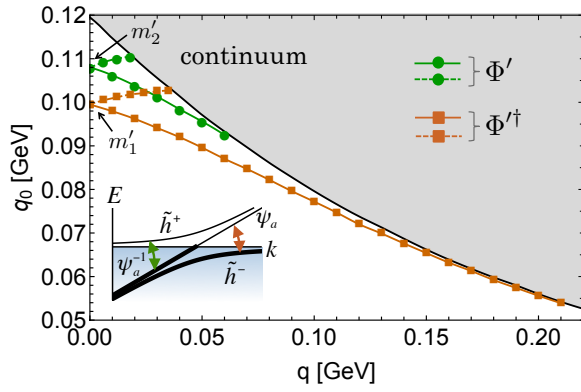 0.12
0.11
0.10
0.09
0.08
0.07
0.06
0.05
q₀ [GeV]
m′₂
m′₁
continuum
Φ′
Φ′†
E
h̃⁺
ψₐ
ψₐ⁻¹
k
h̃⁻
0.00 0.05 0.10 0.15 0.20
q [GeV]